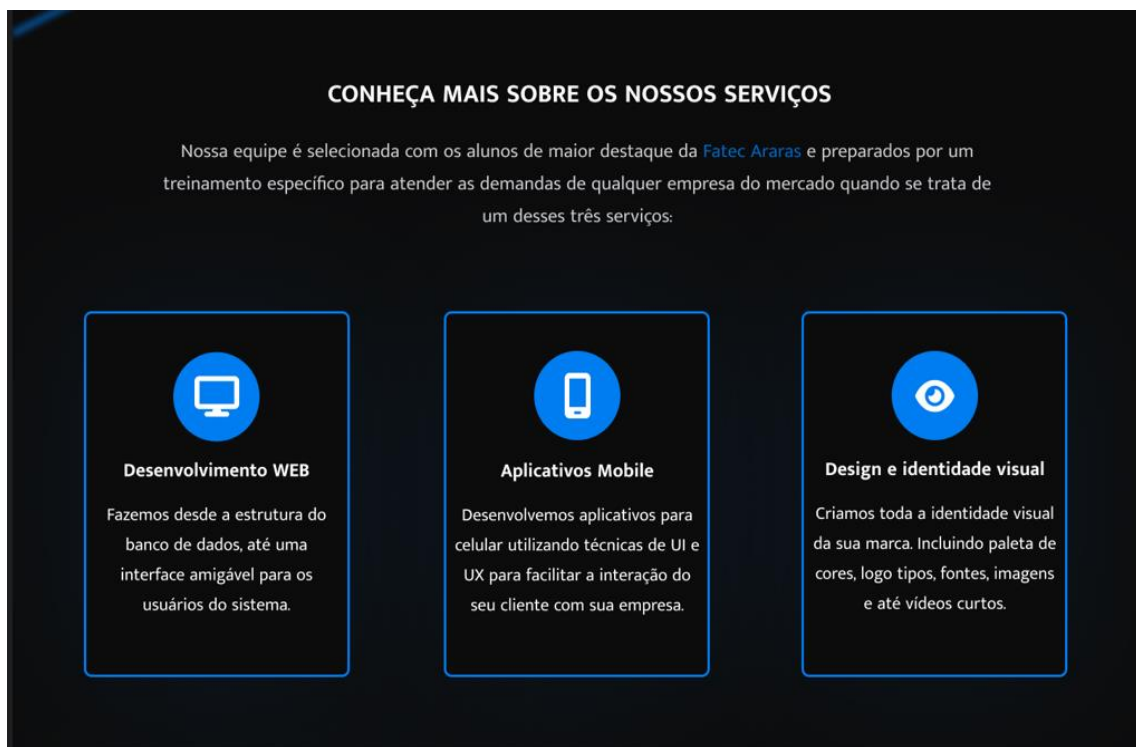 CONHEÇA MAIS SOBRE OS NOSSOS SERVIÇOS
Nossa equipe é selecionada com os alunos de maior destaque da Fatec Araras e preparados por um
treinamento específico para atender as demandas de qualquer empresa do mercado quando se trata de
um desses três serviços:
Desenvolvimento WEB
Fazemos desde a estrutura do
banco de dados, até uma
interface amigável para os
usuários do sistema.
Aplicativos Mobile
Desenvolvemos aplicativos para
celular utilizando técnicas de UI e
UX para facilitar a interação do
seu cliente com sua empresa.
Design e identidade visual
Criamos toda a identidade visual
da sua marca. Incluindo paleta de
cores, logo tipos, fontes, imagens
e até vídeos curtos.